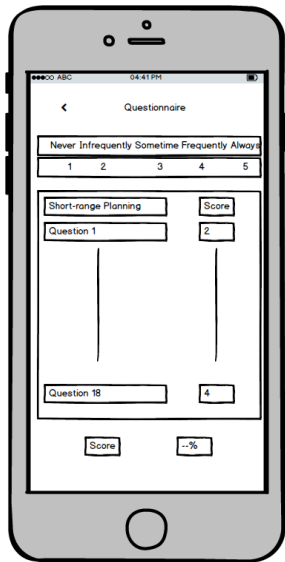 ABC 04:41 PM
Questionnaire
Never Infrequently Sometime Frequently Always
1 2 3 4 5
Short-range Planning Score
Question 1 2
Question 18 4
Score --%